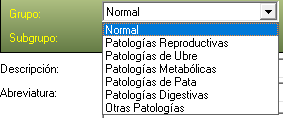 Grupo: Normal
Normal
Subgrupo: Patologías Reproductivas
Patologías de Ubre
Descripción: Patologías Metabólicas
Patologías de Pata
Abreviatura: Patologías Digestivas
Otras Patologías